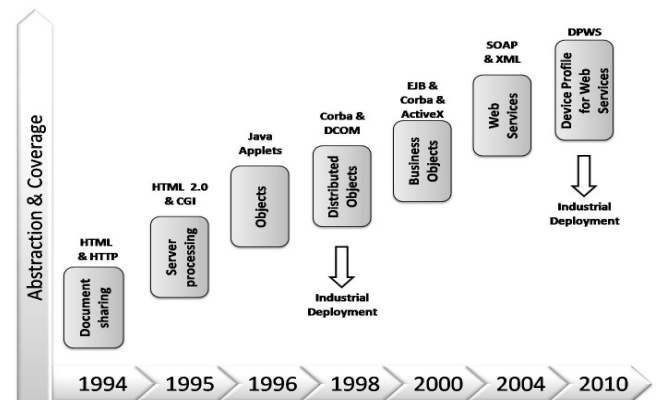 Abstraction & Coverage
HTML
& HTTP
Document
sharing
HTML 2.0
& CGI
Server
processing
Java
Applets
Objects
Corba &
DCOM
Distributed
Objects
Industrial
Deployment
EJB &
Corba &
ActiveX
Business
Objects
SOAP
& XML
Web
Services
DPWS
Device Profile
for Web
Services
Industrial
Deployment
1994
1995
1996
1998
2000
2004
2010